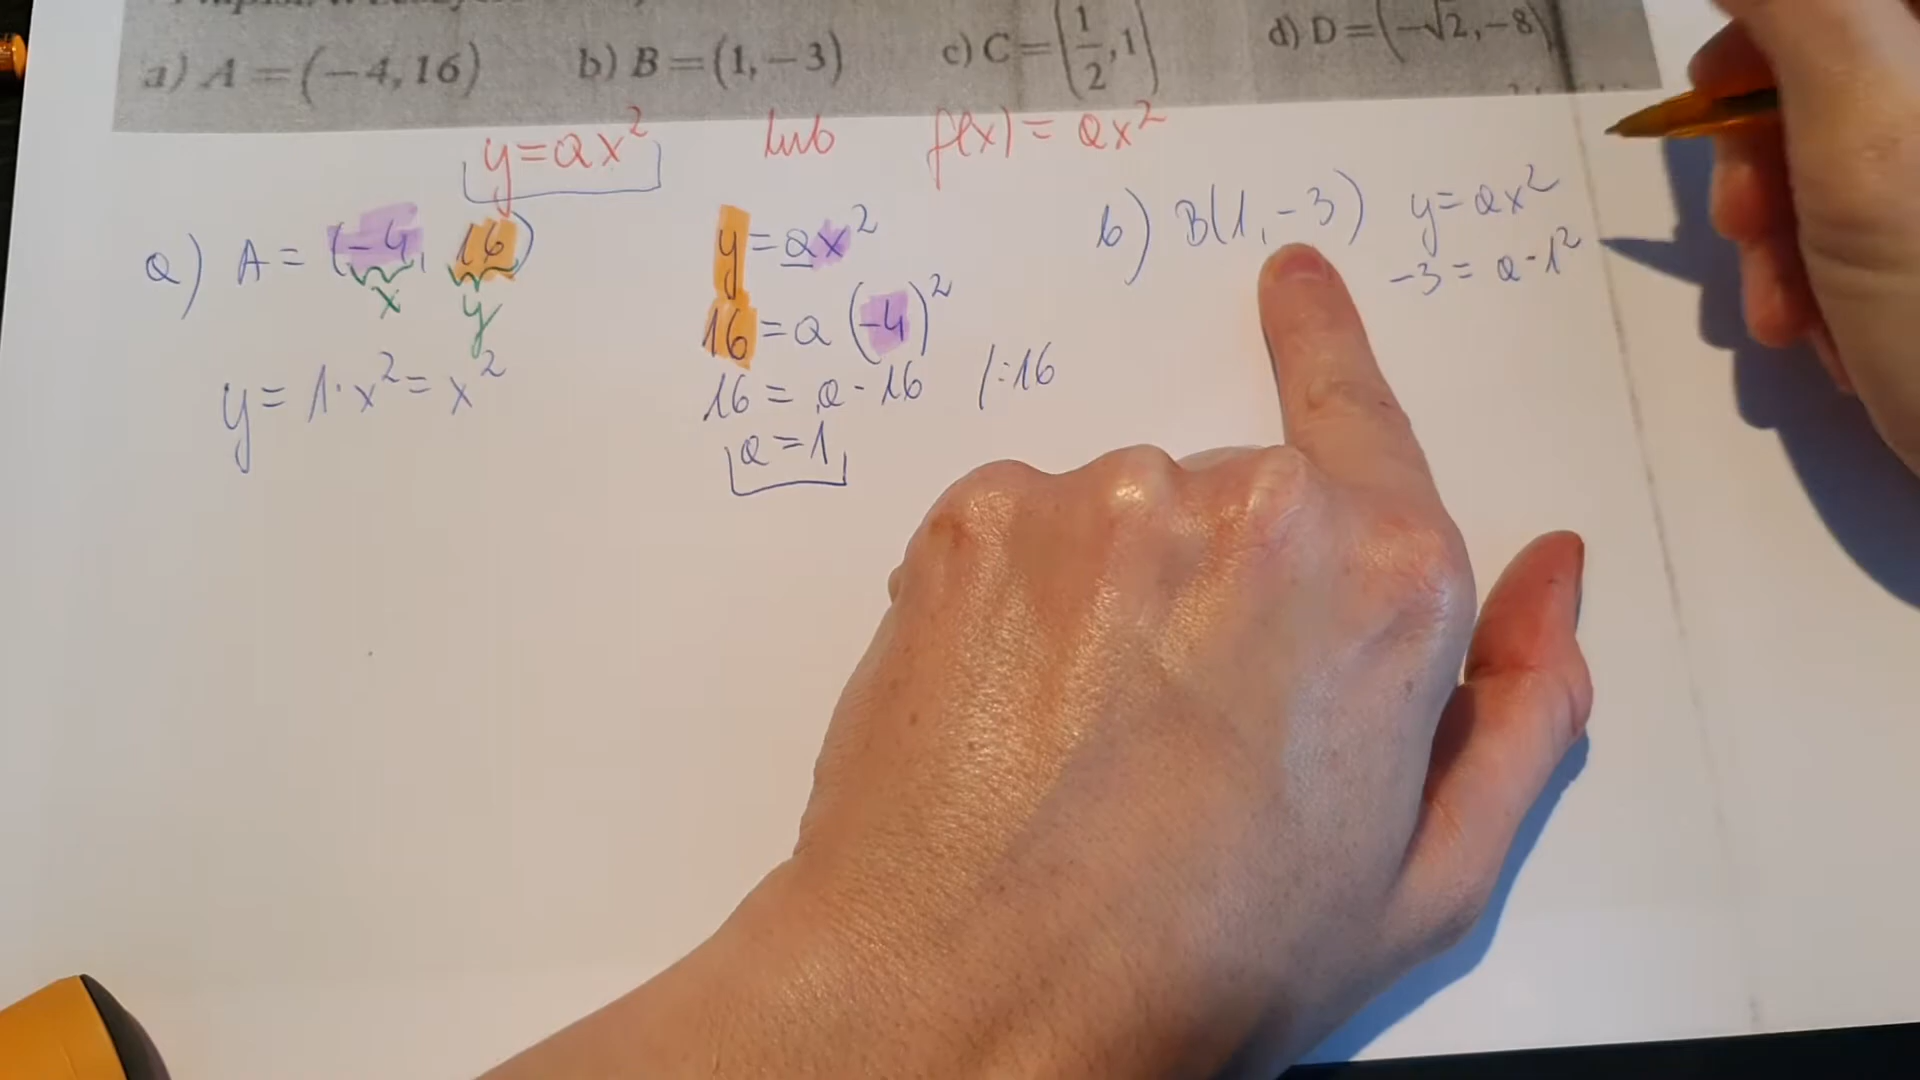 a) A=(−4,16) b) B=(1,−3) c) C=(1/2,1) d) D=(−√2,−8)
y=ax² lub f(x)=ax²
a) A = (-4, 16)
x y
y = 1·x² = x²
y=ax²
16=a(-4)²
16 = a·16 /:16
a=1
b) B(1,-3) y=ax²
-3 = a·1²